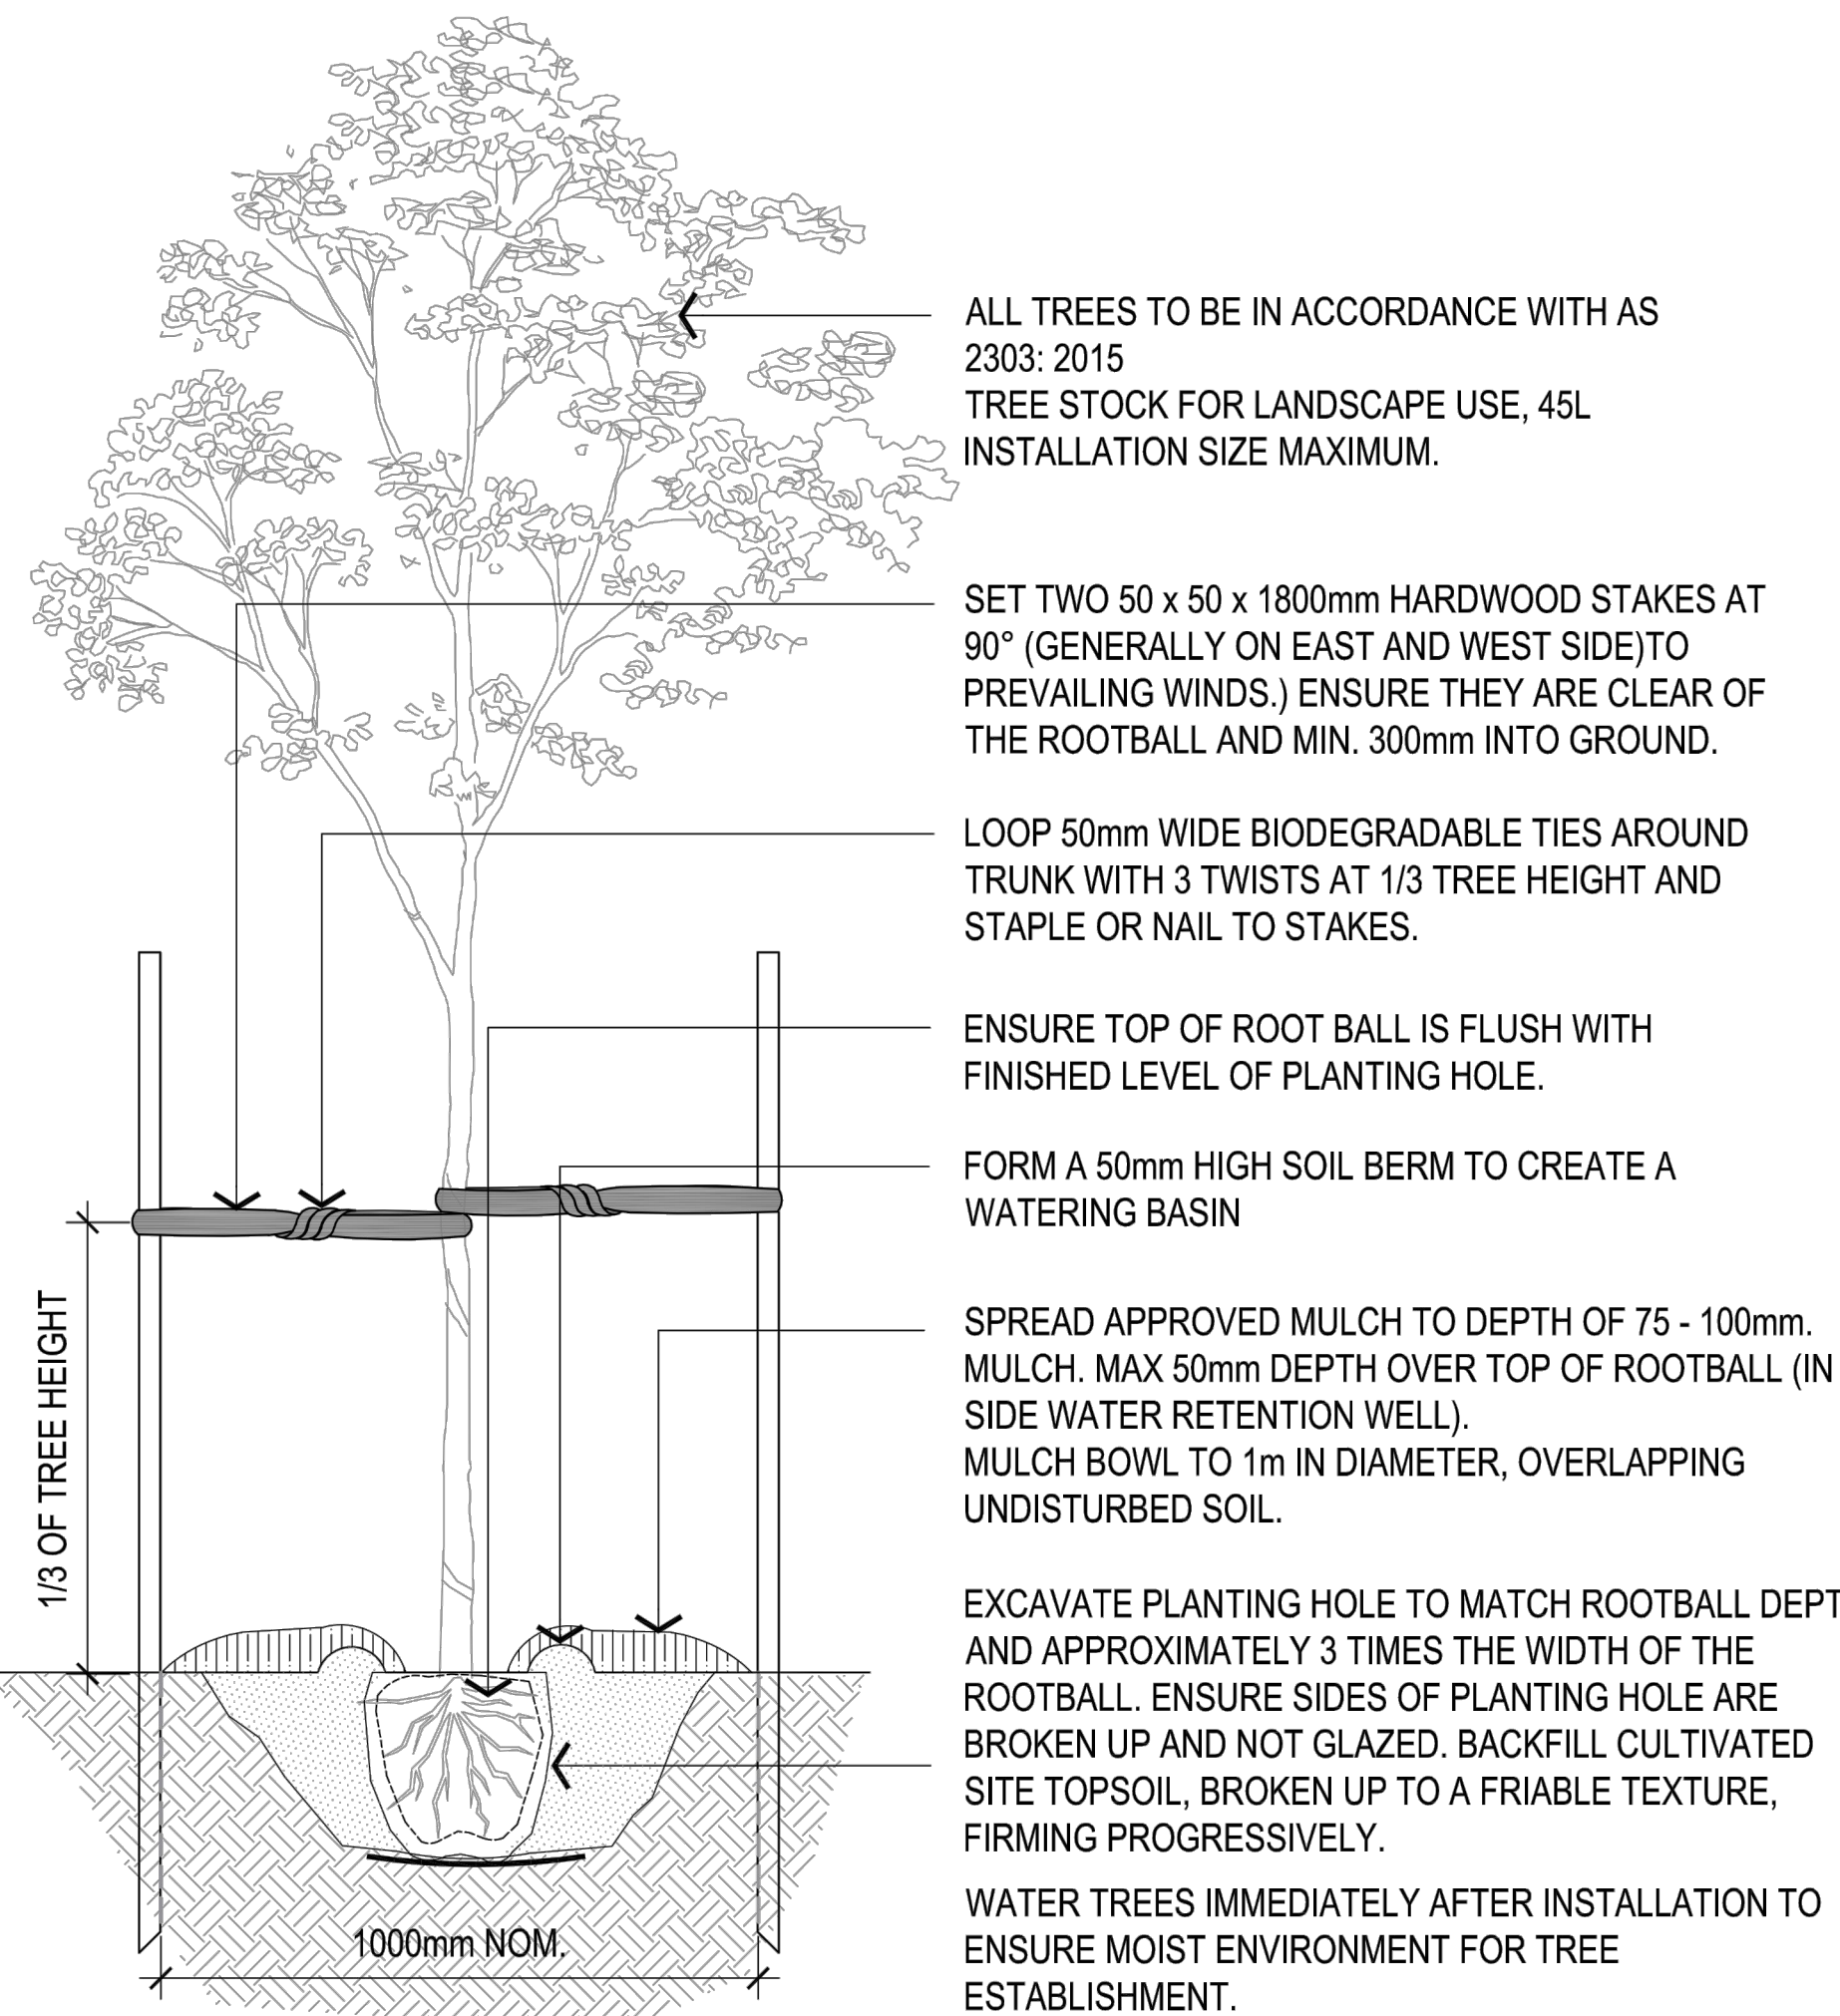 ALL TREES TO BE IN ACCORDANCE WITH AS
2303: 2015
TREE STOCK FOR LANDSCAPE USE, 45L
INSTALLATION SIZE MAXIMUM.
SET TWO 50 x 50 x 1800mm HARDWOOD STAKES AT
90° (GENERALLY ON EAST AND WEST SIDE)TO
PREVAILING WINDS.) ENSURE THEY ARE CLEAR OF
THE ROOTBALL AND MIN. 300mm INTO GROUND.
LOOP 50mm WIDE BIODEGRADABLE TIES AROUND
TRUNK WITH 3 TWISTS AT 1/3 TREE HEIGHT AND
STAPLE OR NAIL TO STAKES.
ENSURE TOP OF ROOT BALL IS FLUSH WITH
FINISHED LEVEL OF PLANTING HOLE.
FORM A 50mm HIGH SOIL BERM TO CREATE A
WATERING BASIN
SPREAD APPROVED MULCH TO DEPTH OF 75 - 100mm.
MULCH. MAX 50mm DEPTH OVER TOP OF ROOTBALL (IN
SIDE WATER RETENTION WELL).
MULCH BOWL TO 1m IN DIAMETER, OVERLAPPING
UNDISTURBED SOIL.
EXCAVATE PLANTING HOLE TO MATCH ROOTBALL DEPT
AND APPROXIMATELY 3 TIMES THE WIDTH OF THE
ROOTBALL. ENSURE SIDES OF PLANTING HOLE ARE
BROKEN UP AND NOT GLAZED. BACKFILL CULTIVATED
SITE TOPSOIL, BROKEN UP TO A FRIABLE TEXTURE,
FIRMING PROGRESSIVELY.
WATER TREES IMMEDIATELY AFTER INSTALLATION TO
ENSURE MOIST ENVIRONMENT FOR TREE
ESTABLISHMENT.
1/3 OF TREE HEIGHT
1000mm NOM.